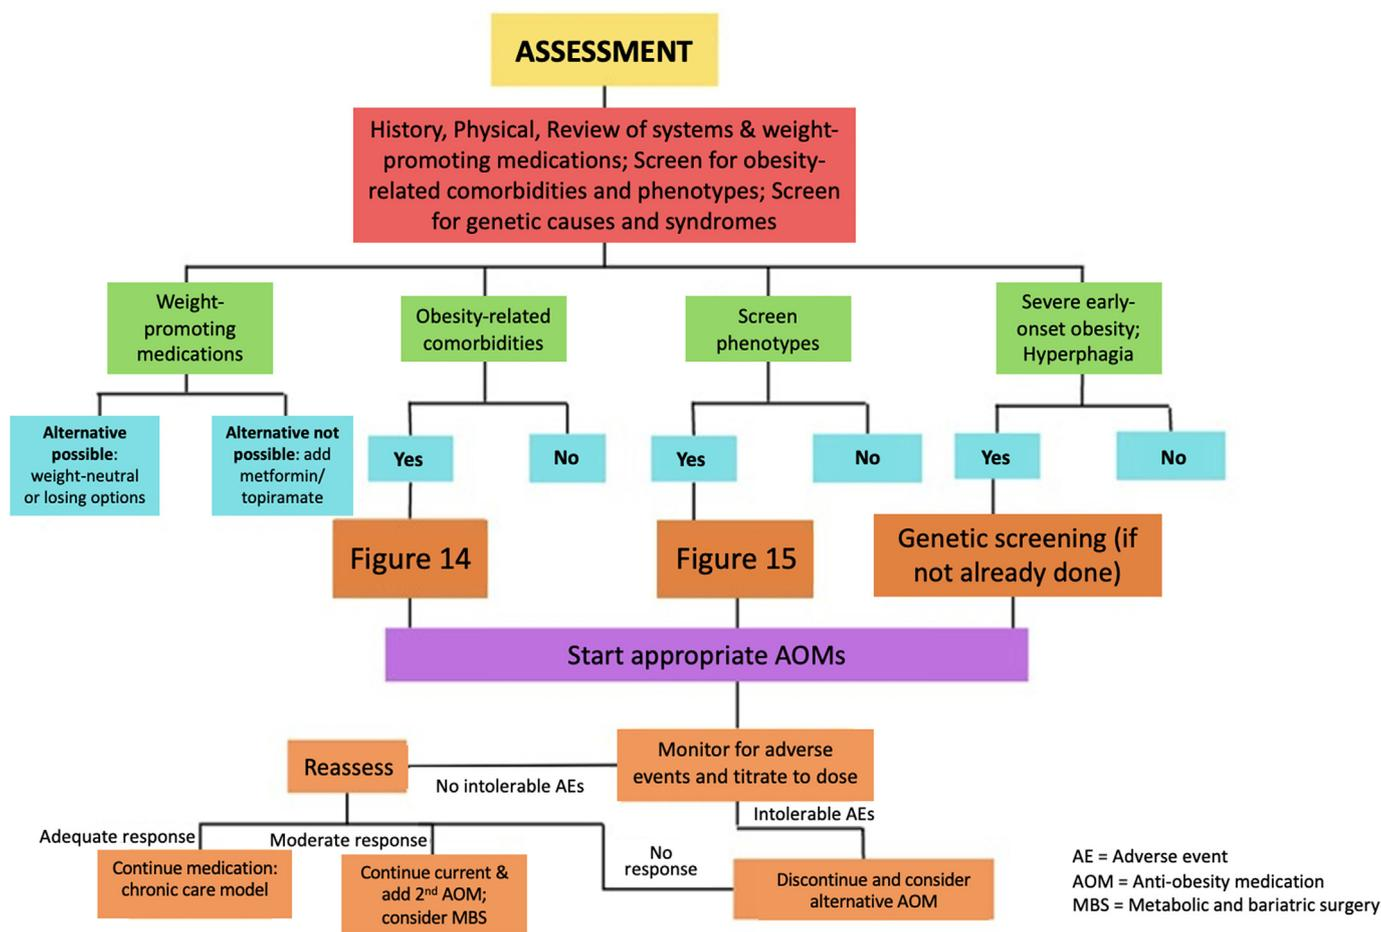 ASSESSMENT
History, Physical, Review of systems & weight-
promoting medications; Screen for obesity-
related comorbidities and phenotypes; Screen
for genetic causes and syndromes
Weight-
promoting
medications
Obesity-related
comorbidities
Screen
phenotypes
Severe early-
onset obesity;
Hyperphagia
Alternative
possible:
weight-neutral
or losing options
Alternative not
possible: add
metformin/
topiramate
Yes
No
Yes
No
Yes
No
Figure 14
Figure 15
Genetic screening (if
not already done)
Start appropriate AOMs
Reassess
No intolerable AEs
Monitor for adverse
events and titrate to dose
Intolerable AEs
Adequate response
Moderate response
No
response
Continue medication:
chronic care model
Continue current &
add 2nd AOM;
consider MBS
Discontinue and consider
alternative AOM
AE = Adverse event
AOM = Anti-obesity medication
MBS = Metabolic and bariatric surgery